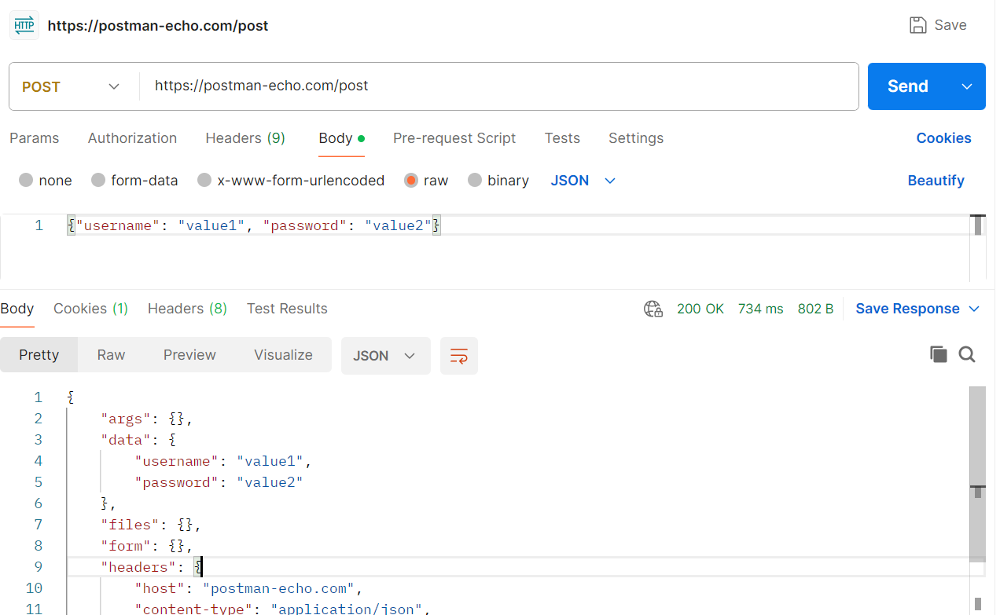 HTTP https://postman-echo.com/post Save
POST https://postman-echo.com/post Send
Params Authorization Headers (9) Body Pre-request Script Tests Settings Cookies
none form-data x-www-form-urlencoded raw binary JSON Beautify
1 {"username": "value1", "password": "value2"}
Body Cookies (1) Headers (8) Test Results 200 OK 734 ms 802 B Save Response
Pretty Raw Preview Visualize JSON
1 {
2 "args": {},
3 "data": {
4 "username": "value1",
5 "password": "value2"
6 },
7 "files": {},
8 "form": {},
9 "headers": {
10 "host": "postman-echo.com",
11 "content-type": "application/json",